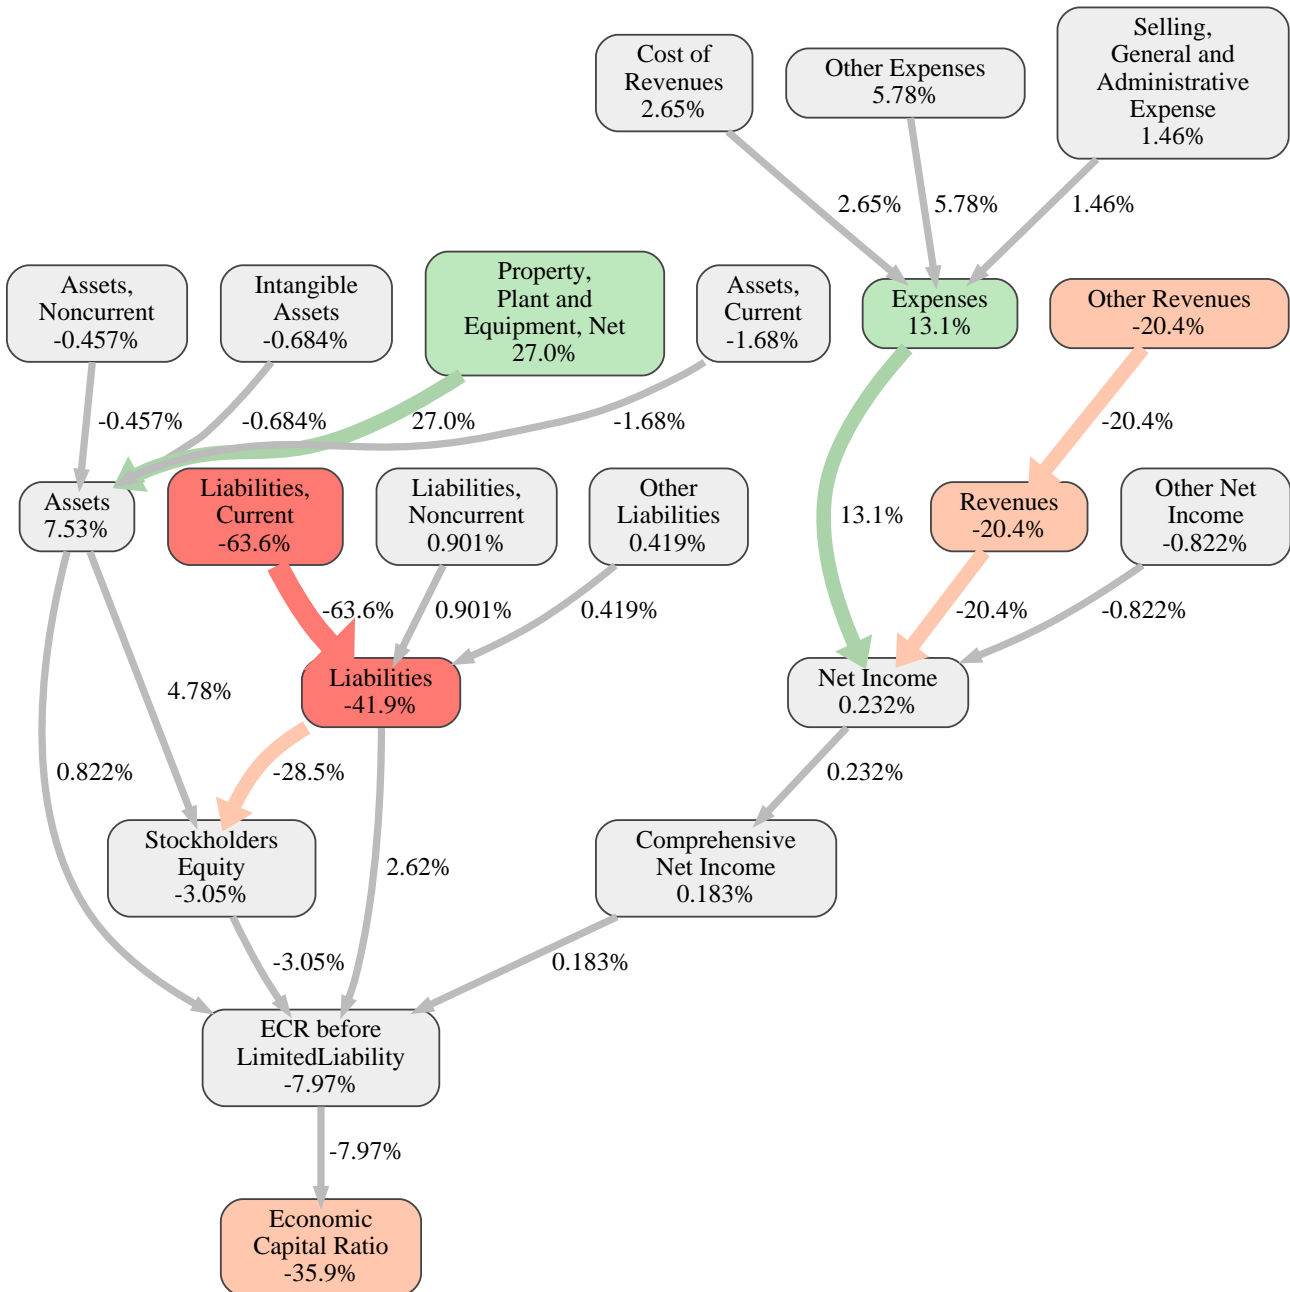 Cost of
Revenues
2.65%
Other Expenses
5.78%
Selling,
General and
Administrative
Expense
1.46%
2.65%
5.78%
1.46%
Assets,
Noncurrent
-0.457%
Intangible
Assets
-0.684%
Property,
Plant and
Equipment, Net
27.0%
Assets,
Current
-1.68%
Expenses
13.1%
Other Revenues
-20.4%
-0.457%
-0.684%
27.0%
-1.68%
-20.4%
Assets
7.53%
Liabilities,
Current
-63.6%
Liabilities,
Noncurrent
0.901%
Other
Liabilities
0.419%
13.1%
Revenues
-20.4%
Other Net
Income
-0.822%
-63.6%
0.901%
0.419%
-20.4%
-0.822%
4.78%
Liabilities
-41.9%
Net Income
0.232%
0.822%
-28.5%
0.232%
Stockholders
Equity
-3.05%
2.62%
Comprehensive
Net Income
0.183%
-3.05%
0.183%
ECR before
LimitedLiability
-7.97%
-7.97%
Economic
Capital Ratio
-35.9%